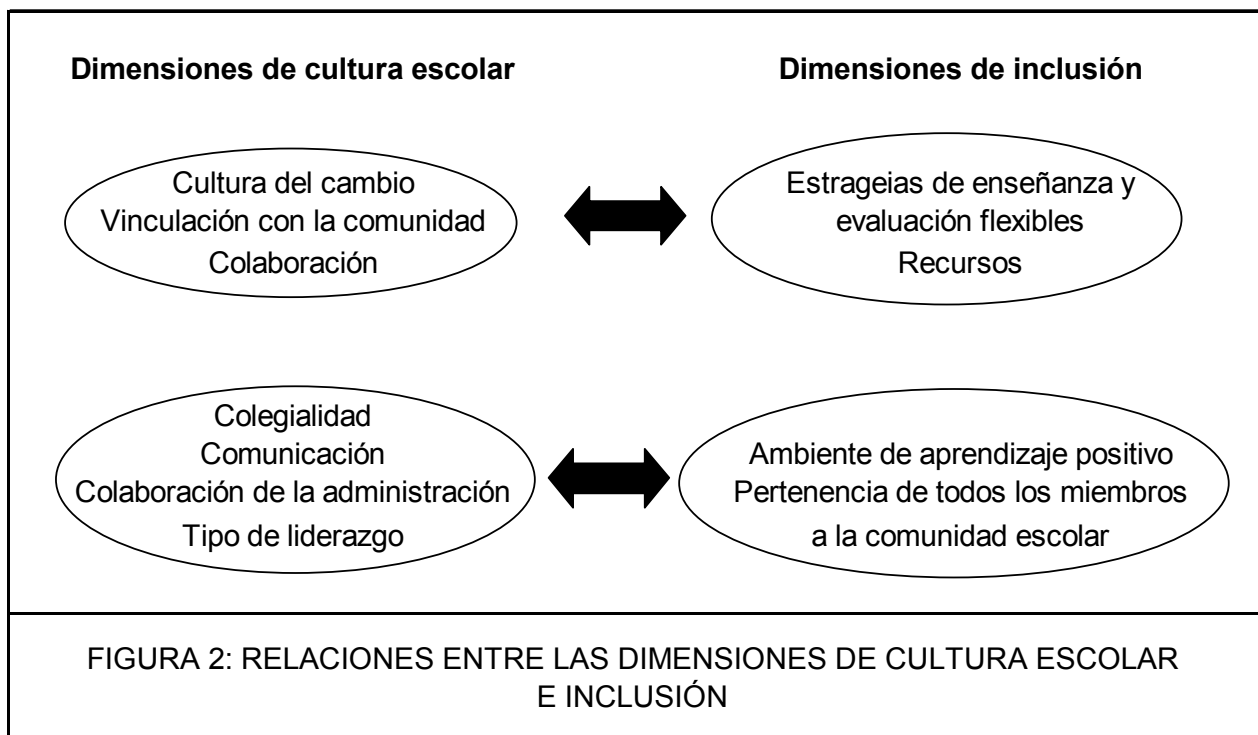 Dimensiones de cultura escolar
Dimensiones de inclusión
Cultura del cambio
Vinculación con la comunidad
Colaboración
Estrageias de enseñanza y
evaluación flexibles
Recursos
Colegialidad
Comunicación
Colaboración de la administración
Tipo de liderazgo
Ambiente de aprendizaje positivo
Pertenencia de todos los miembros
a la comunidad escolar
FIGURA 2: RELACIONES ENTRE LAS DIMENSIONES DE CULTURA ESCOLAR
E INCLUSIÓN